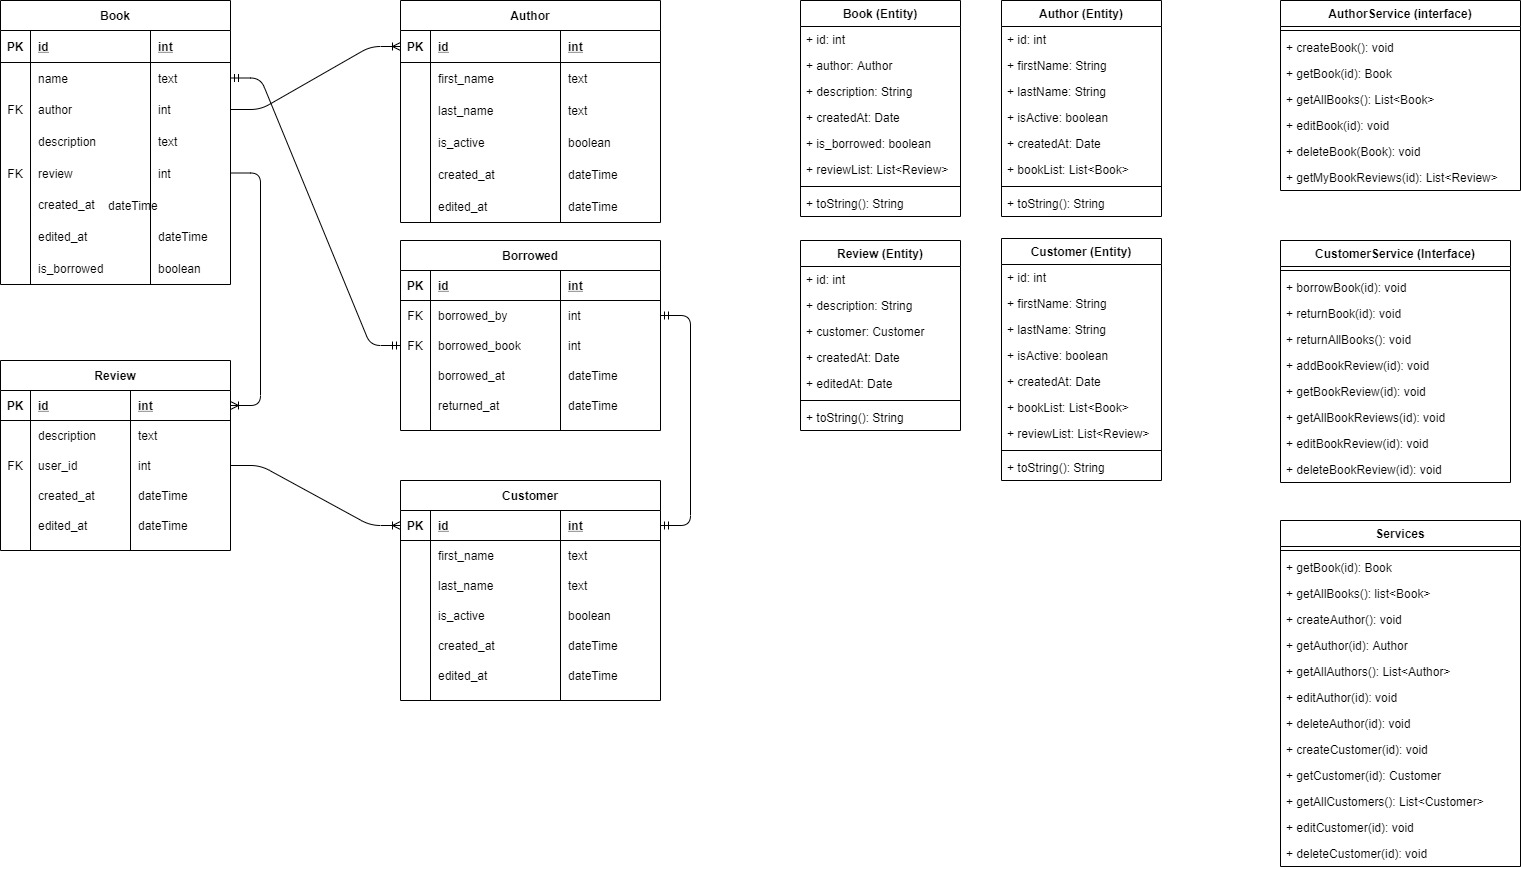 Book
PK id int
name text
FK author int
description text
FK review int
created_at dateTime
edited_at dateTime
is_borrowed boolean
Author
PK id int
first_name text
last_name text
is_active boolean
created_at dateTime
edited_at dateTime
Borrowed
PK id int
FK borrowed_by int
FK borrowed_book int
borrowed_at dateTime
returned_at dateTime
Review
PK id int
description text
FK user_id int
created_at dateTime
edited_at dateTime
Customer
PK id int
first_name text
last_name text
is_active boolean
created_at dateTime
edited_at dateTime
Book (Entity)
+ id: int
+ author: Author
+ description: String
+ createdAt: Date
+ is_borrowed: boolean
+ reviewList: List<Review>
+ toString(): String
Author (Entity)
+ id: int
+ firstName: String
+ lastName: String
+ isActive: boolean
+ createdAt: Date
+ bookList: List<Book>
+ toString(): String
Review (Entity)
+ id: int
+ description: String
+ customer: Customer
+ createdAt: Date
+ editedAt: Date
+ toString(): String
Customer (Entity)
+ id: int
+ firstName: String
+ lastName: String
+ isActive: boolean
+ createdAt: Date
+ bookList: List<Book>
+ reviewList: List<Review>
+ toString(): String
AuthorService (interface)
+ createBook(): void
+ getBook(id): Book
+ getAllBooks(): List<Book>
+ editBook(id): void
+ deleteBook(Book): void
+ getMyBookReviews(id): List<Review>
CustomerService (Interface)
+ borrowBook(id): void
+ returnBook(id): void
+ returnAllBooks(): void
+ addBookReview(id): void
+ getBookReview(id): void
+ getAllBookReviews(id): void
+ editBookReview(id): void
+ deleteBookReview(id): void
Services
+ getBook(id): Book
+ getAllBooks(): list<Book>
+ createAuthor(): void
+ getAuthor(id): Author
+ getAllAuthors(): List<Author>
+ editAuthor(id): void
+ deleteAuthor(id): void
+ createCustomer(id): void
+ getCustomer(id): Customer
+ getAllCustomers(): List<Customer>
+ editCustomer(id): void
+ deleteCustomer(id): void